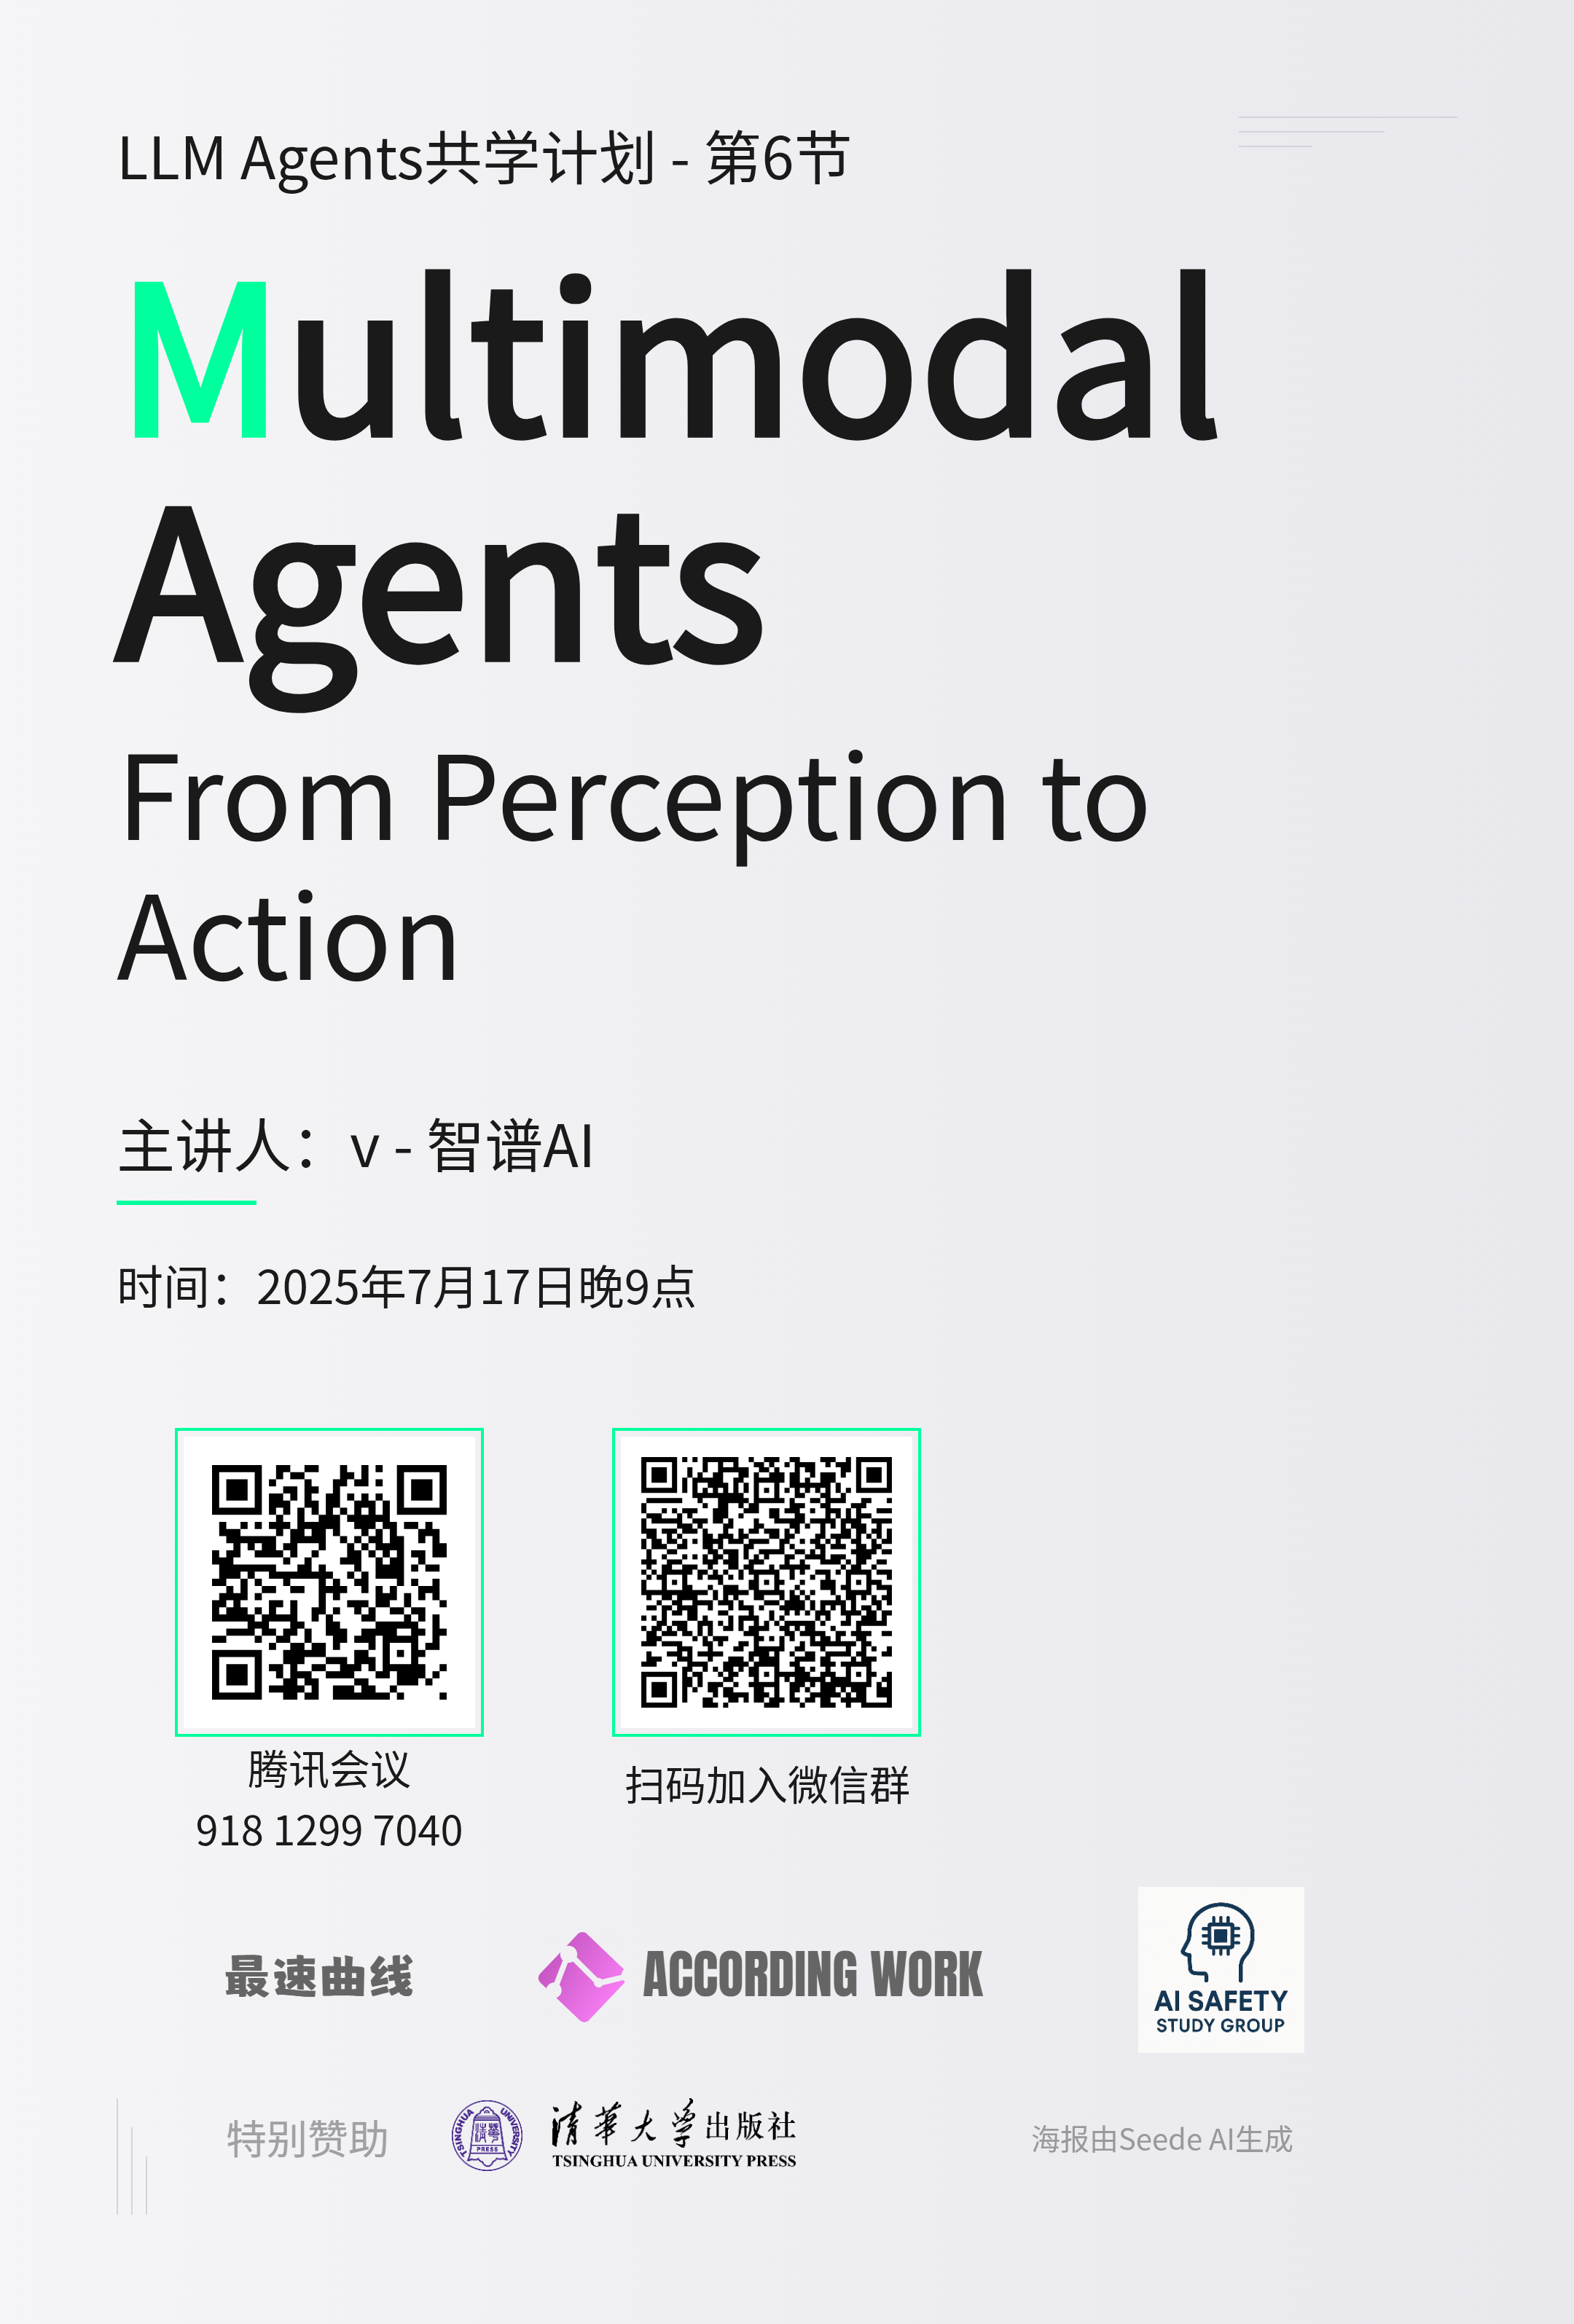 LLM Agents共学计划 - 第6节
Multimodal
Agents
From Perception to
Action
主讲人：v - 智谱AI
时间：2025年7月17日晚9点
腾讯会议
918 1299 7040
扫码加入微信群
最速曲线
ACCORDING WORK
AI SAFETY
STUDY GROUP
特别赞助
TSINGHUA UNIVERSITY
PRESS
清華大学出版社
TSINGHUA UNIVERSITY PRESS
海报由Seede AI生成